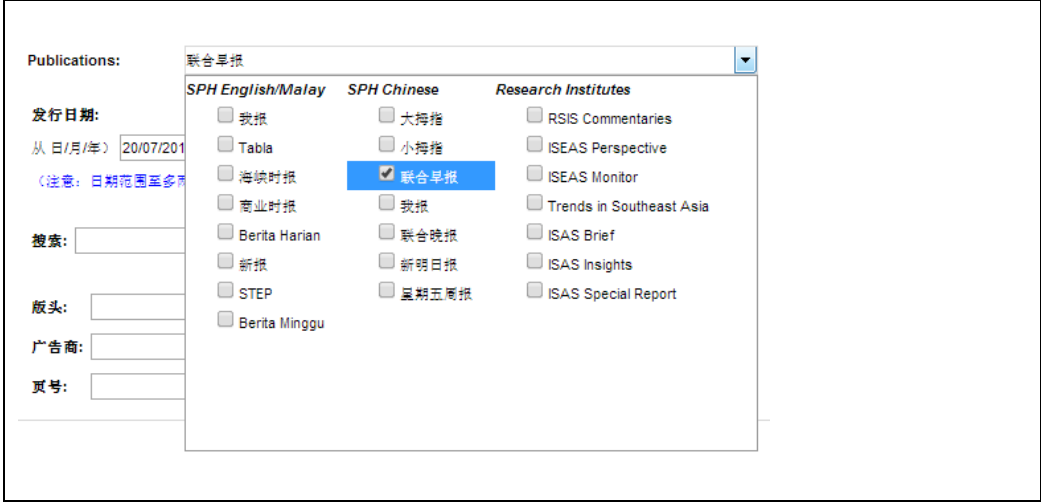 Publications: 联合早报
SPH English/Malay SPH Chinese Research Institutes
我报 大拇指 RSIS Commentaries
Tabla 小拇指 ISEAS Perspective
海峡时报 联合早报 ISEAS Monitor
商业时报 我报 Trends in Southeast Asia
Berita Harian 联合晚报 ISAS Brief
新报 新明日报 ISAS Insights
STEP 星期五周报 ISAS Special Report
Berita Minggu
发行日期:
从 日/月/年） 20/07/201
（注意：日期范围至多两
搜索:
版头:
广告商:
页号: